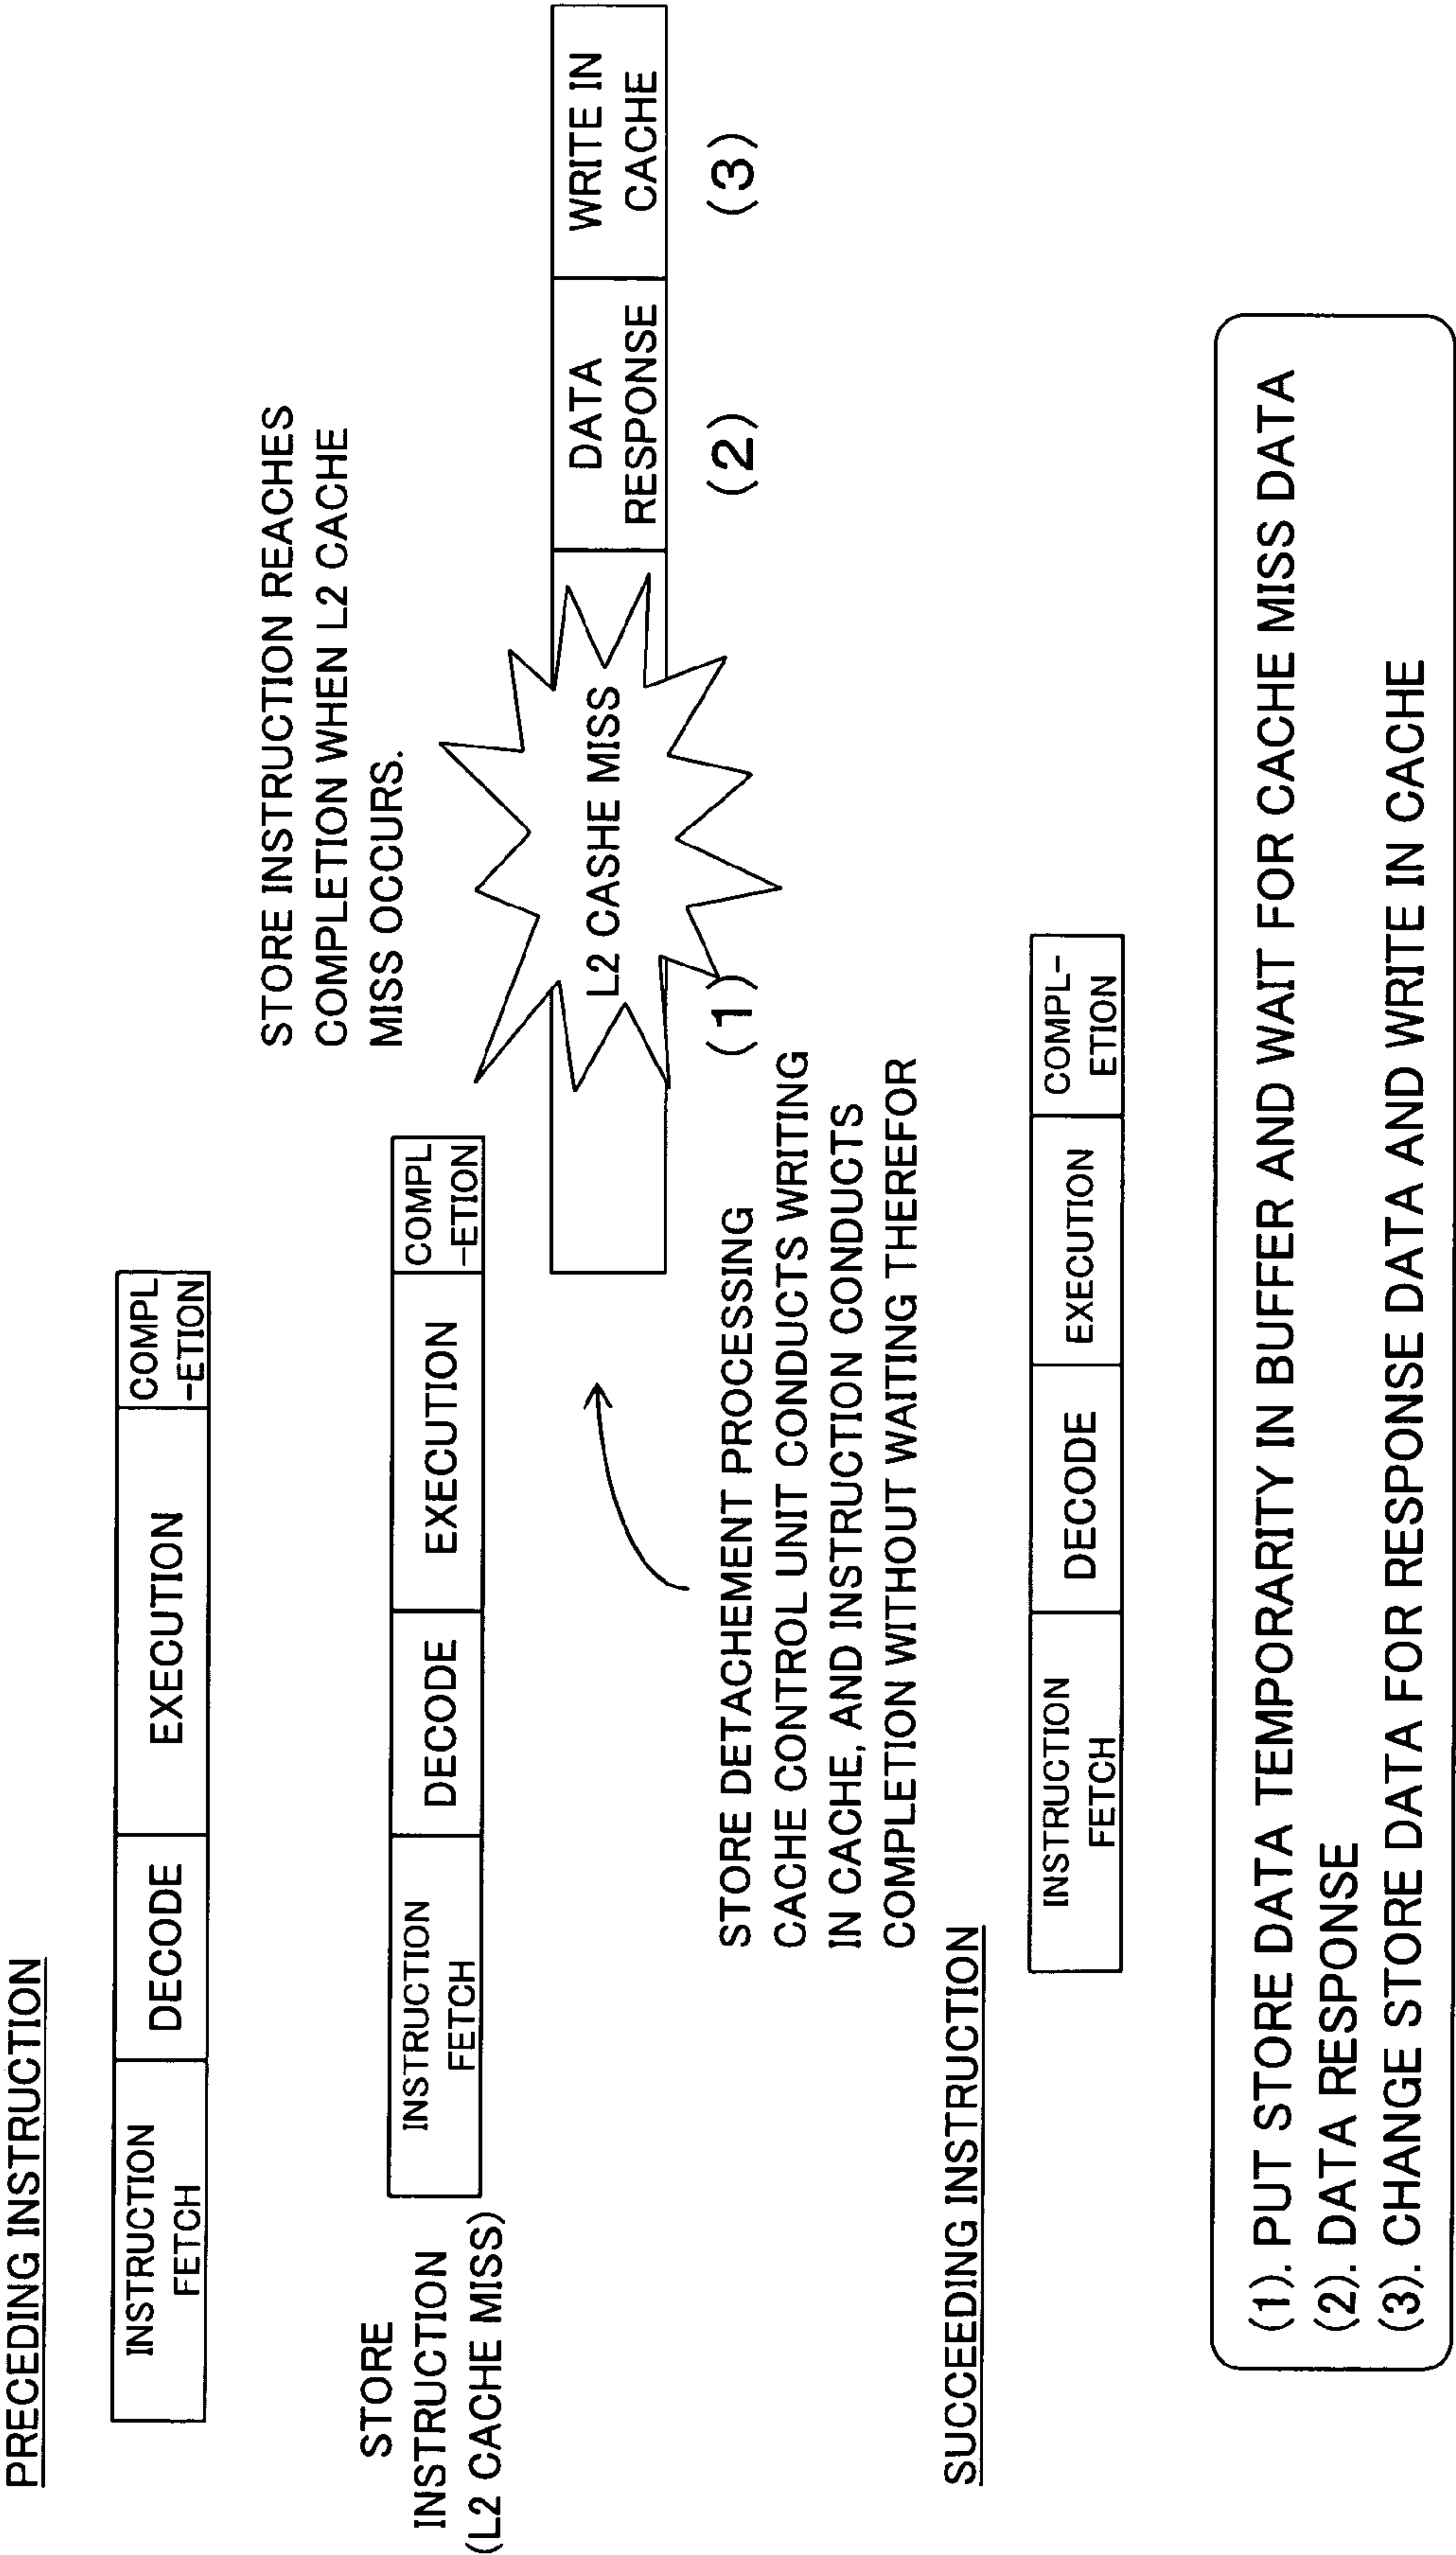 PRECEDING INSTRUCTION
INSTRUCTION
FETCH
DECODE
EXECUTION
COMPL
-ETION
STORE
INSTRUCTION
(L2 CACHE MISS)
INSTRUCTION
FETCH
DECODE
EXECUTION
COMPL
-ETION
STORE INSTRUCTION REACHES
COMPLETION WHEN L2 CACHE
MISS OCCURS.
L2 CASHE MISS
DATA
RESPONSE
WRITE IN
CACHE
(1)
(2)
(3)
STORE DETACHEMENT PROCESSING
CACHE CONTROL UNIT CONDUCTS WRITING
IN CACHE, AND INSTRUCTION CONDUCTS
COMPLETION WITHOUT WAITING THEREFOR
SUCCEEDING INSTRUCTION
INSTRUCTION
FETCH
DECODE
EXECUTION
COMPL-
ETION
(1). PUT STORE DATA TEMPORARITY IN BUFFER AND WAIT FOR CACHE MISS DATA
(2). DATA RESPONSE
(3). CHANGE STORE DATA FOR RESPONSE DATA AND WRITE IN CACHE